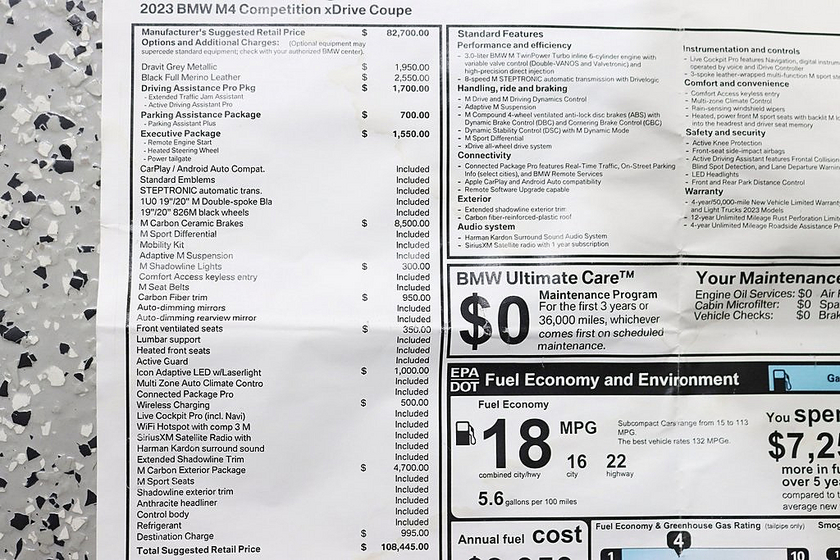 2023 BMW M4 Competition xDrive Coupe
Manufacturer's Suggested Retail Price $ 82,700.00
Options and Additional Charges: (Optional equipment may
supercede standard equipment; check with your authorized BMW center).
Dravit Grey Metallic $ 1,950.00
Black Full Merino Leather $ 2,550.00
Driving Assistance Pro Pkg $ 1,700.00
- Extended Traffic Jam Assistant
- Active Driving Assistant Pro
Parking Assistance Package $ 700.00
- Parking Assistant Plus
Executive Package $ 1,550.00
- Remote Engine Start
- Heated Steering Wheel
- Power tailgate
CarPlay / Android Auto Compat. Included
Standard Emblems Included
STEPTRONIC automatic trans. Included
1U0 19"/20" M Double-spoke Bla Included
19"/20" 826M black wheels Included
M Carbon Ceramic Brakes $ 8,500.00
M Sport Differential Included
Mobility Kit Included
Adaptive M Suspension Included
M Shadowline Lights $ 300.00
Comfort Access keyless entry Included
M Seat Belts Included
Carbon Fiber trim $ 950.00
Auto-dimming mirrors Included
Auto-dimming rearview mirror Included
Front ventilated seats $ 350.00
Lumbar support Included
Heated front seats Included
Active Guard Included
Icon Adaptive LED w/Laserlight $ 1,000.00
Multi Zone Auto Climate Contro Included
Connected Package Pro Included
Wireless Charging $ 500.00
Live Cockpit Pro (incl. Navi) Included
WiFi Hotspot with comp 3 M Included
SiriusXM Satellite Radio with Included
Harman Kardon surround sound Included
Extended Shadowline Trim Included
M Carbon Exterior Package $ 4,700.00
M Sport Seats Included
Shadowline exterior trim Included
Anthracite headliner Included
Control body Included
Refrigerant Included
Destination Charge $ 995.00
Total Suggested Retail Price $ 108,445.00
Standard Features
Performance and efficiency
- 3.0-liter BMW M TwinPower Turbo inline 6-cylinder engine with
variable valve control (Double-VANOS and Valvetronic) and
high-precision direct injection
- 8-speed M STEPTRONIC automatic transmission with Drivelogic
Handling, ride and braking
- M Drive and M Driving Dynamics Control
- Adaptive M Suspension
- M Compound 4-wheel ventilated anti-lock disc brakes (ABS) with
Dynamic Brake Control (DBC) and Cornering Brake Control (CBC)
- Dynamic Stability Control (DSC) with M Dynamic Mode
- M Sport Differential
- xDrive all-wheel drive system
Connectivity
- Connected Package Pro features Real-Time Traffic, On-Street Parking
Info (select cities), and BMW Remote Services
- Apple CarPlay and Android Auto compatibility
- Remote Software Upgrade capable
Exterior
- Extended shadowline exterior trim
- Carbon fiber-reinforced-plastic roof
Audio system
- Harman Kardon Surround Sound Audio System
- SiriusXM Satellite radio with 1 year subscription
Instrumentation and controls
- Live Cockpit Pro features Navigation, digital instrum
operated by voice and iDrive Controller
- 3-spoke leather-wrapped multi-function M sport s
Comfort and convenience
- Comfort Access keyless entry
- Multi-zone Climate Control
- Rain-sensing windshield wipers
- Heated, power front M sport seats with backlit M lo
into the headrest and driver seat memory
Safety and security
- Active Knee Protection
- Front-seat side-impact airbags
- Active Driving Assistant features Frontal Collision
Blind Spot Detection, and Lane Departure Warnin
- LED Headlights
- Front and Rear Park Distance Control
Warranty
- 4-year/50,000-mile New Vehicle Limited Warranty
and Light Trucks 2023 Models
- 12-year Unlimited Mileage Rust Perforation Limi
- 4-year Unlimited Mileage Roadside Assistance P
BMW Ultimate Care™
$0
Maintenance Program
For the first 3 years or
36,000 miles, whichever
comes first on scheduled
maintenance.
Your Maintenance
Engine Oil Services: $0 Air F
Cabin Microfilter: $0 Spa
Vehicle Checks: $0 Brak
EPA
DOT Fuel Economy and Environment
Ga
Fuel Economy
18 MPG
combined city/hwy
16
city
22
highway
Subcompact Cars range from 15 to 113
MPG.
The best vehicle rates 132 MPGe.
5.6 gallons per 100 miles
You spen
$7,25
more in fu
over 5 yea
compared to t
average new
Annual fuel cost
Fuel Economy & Greenhouse Gas Rating (tailpipe only)
Smog
4
1
10